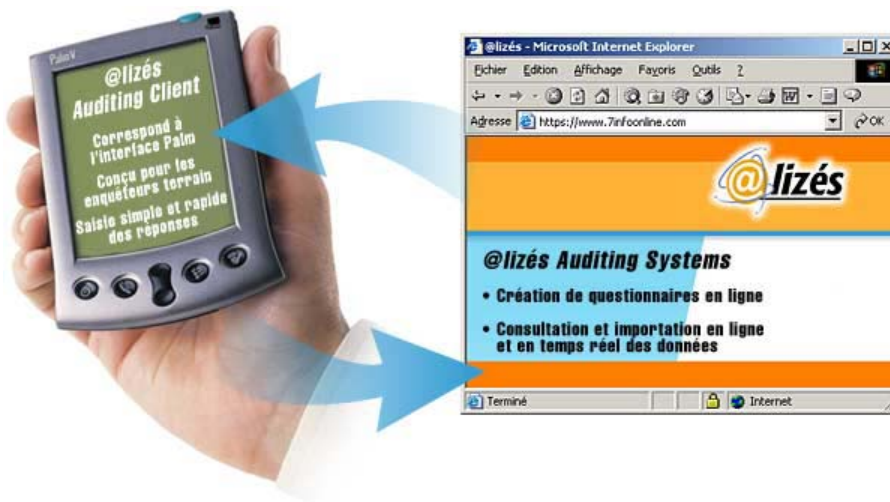 Palm V
@lizés
Auditing Client
Correspond à
l'interface Palm
Conçu pour les
enquêteurs terrain
Saisie simple et rapide
des réponses
@lizés - Microsoft Internet Explorer
Fichier Edition Affichage Favoris Outils ?
Adresse https://www.7infoonline.com OK
@lizés
@lizés Auditing Systems
• Création de questionnaires en ligne
• Consultation et importation en ligne
et en temps réel des données
Terminé Internet